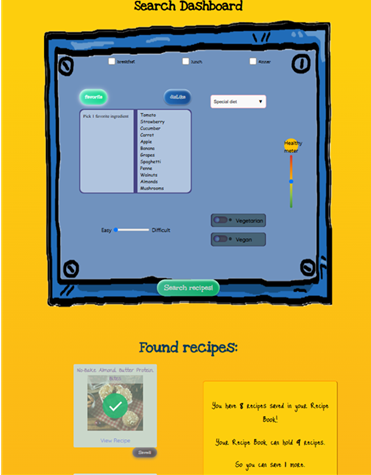 Search Dashboard
breakfast lunch dinner
Favorite
Pick 1 favorite ingredient
Tomato
Strawberry
Cucumber
Carrot
Apple
Banana
Grapes
Spaghetti
Penne
Walnuts
Almonds
Mushrooms
Special diet
Healthy
meter
Easy Difficult
Vegetarian
Vegan
Search recipes!
Found recipes:
No-Bake Almond Butter Protein
Bites
View Recipe
Saved
You have 8 recipes saved in your Recipe
Book!
Your Recipe Book can hold 9 recipes.
So you can save 1 more.